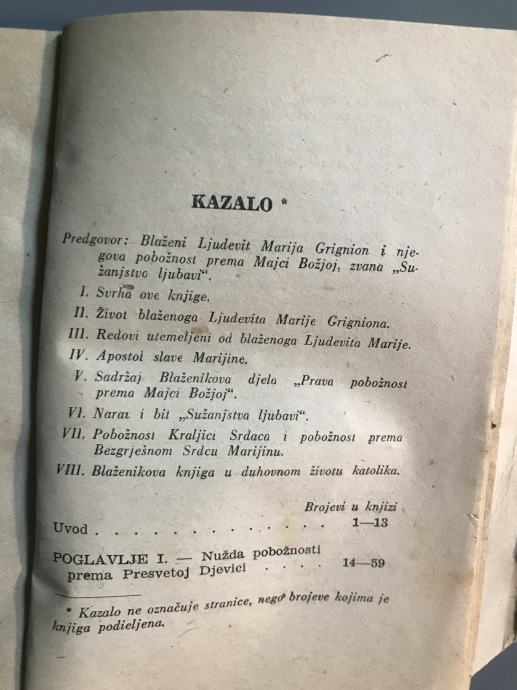 KAZALO *
Predgovor: Blaženi Ljudevit Marija Grignion i nje-
gova pobožnost prema Majci Božjoj, zvana „Su-
žanjstvo ljubavi“.
I. Svrha ove knjige.
II. Život blaženoga Ljudevita Marije Grigniona.
III. Redovi utemeljeni od blaženoga Ljudevita Marije.
IV. Apostol slave Marijine.
V. Sadržaj Blaženikova djela „Prava pobožnost
prema Majci Božjoj“.
VI. Narav i bit „Sužanjstva ljubavi“.
VII. Pobožnost Kraljici Srdaca i pobožnost prema
Bezgrješnom Srdcu Marijinu.
VIII. Blaženikova knjiga u duhovnom životu katolika.
Brojevi u knjizi
Uvod . . . . . . . . . . . . . 1—13
POGLAVLJE I. — Nužda pobožnosti
prema Presvetoj Djevici . . . . 14—59
* Kazalo ne označuje stranice, nego brojeve kojima je
knjiga podieljena.